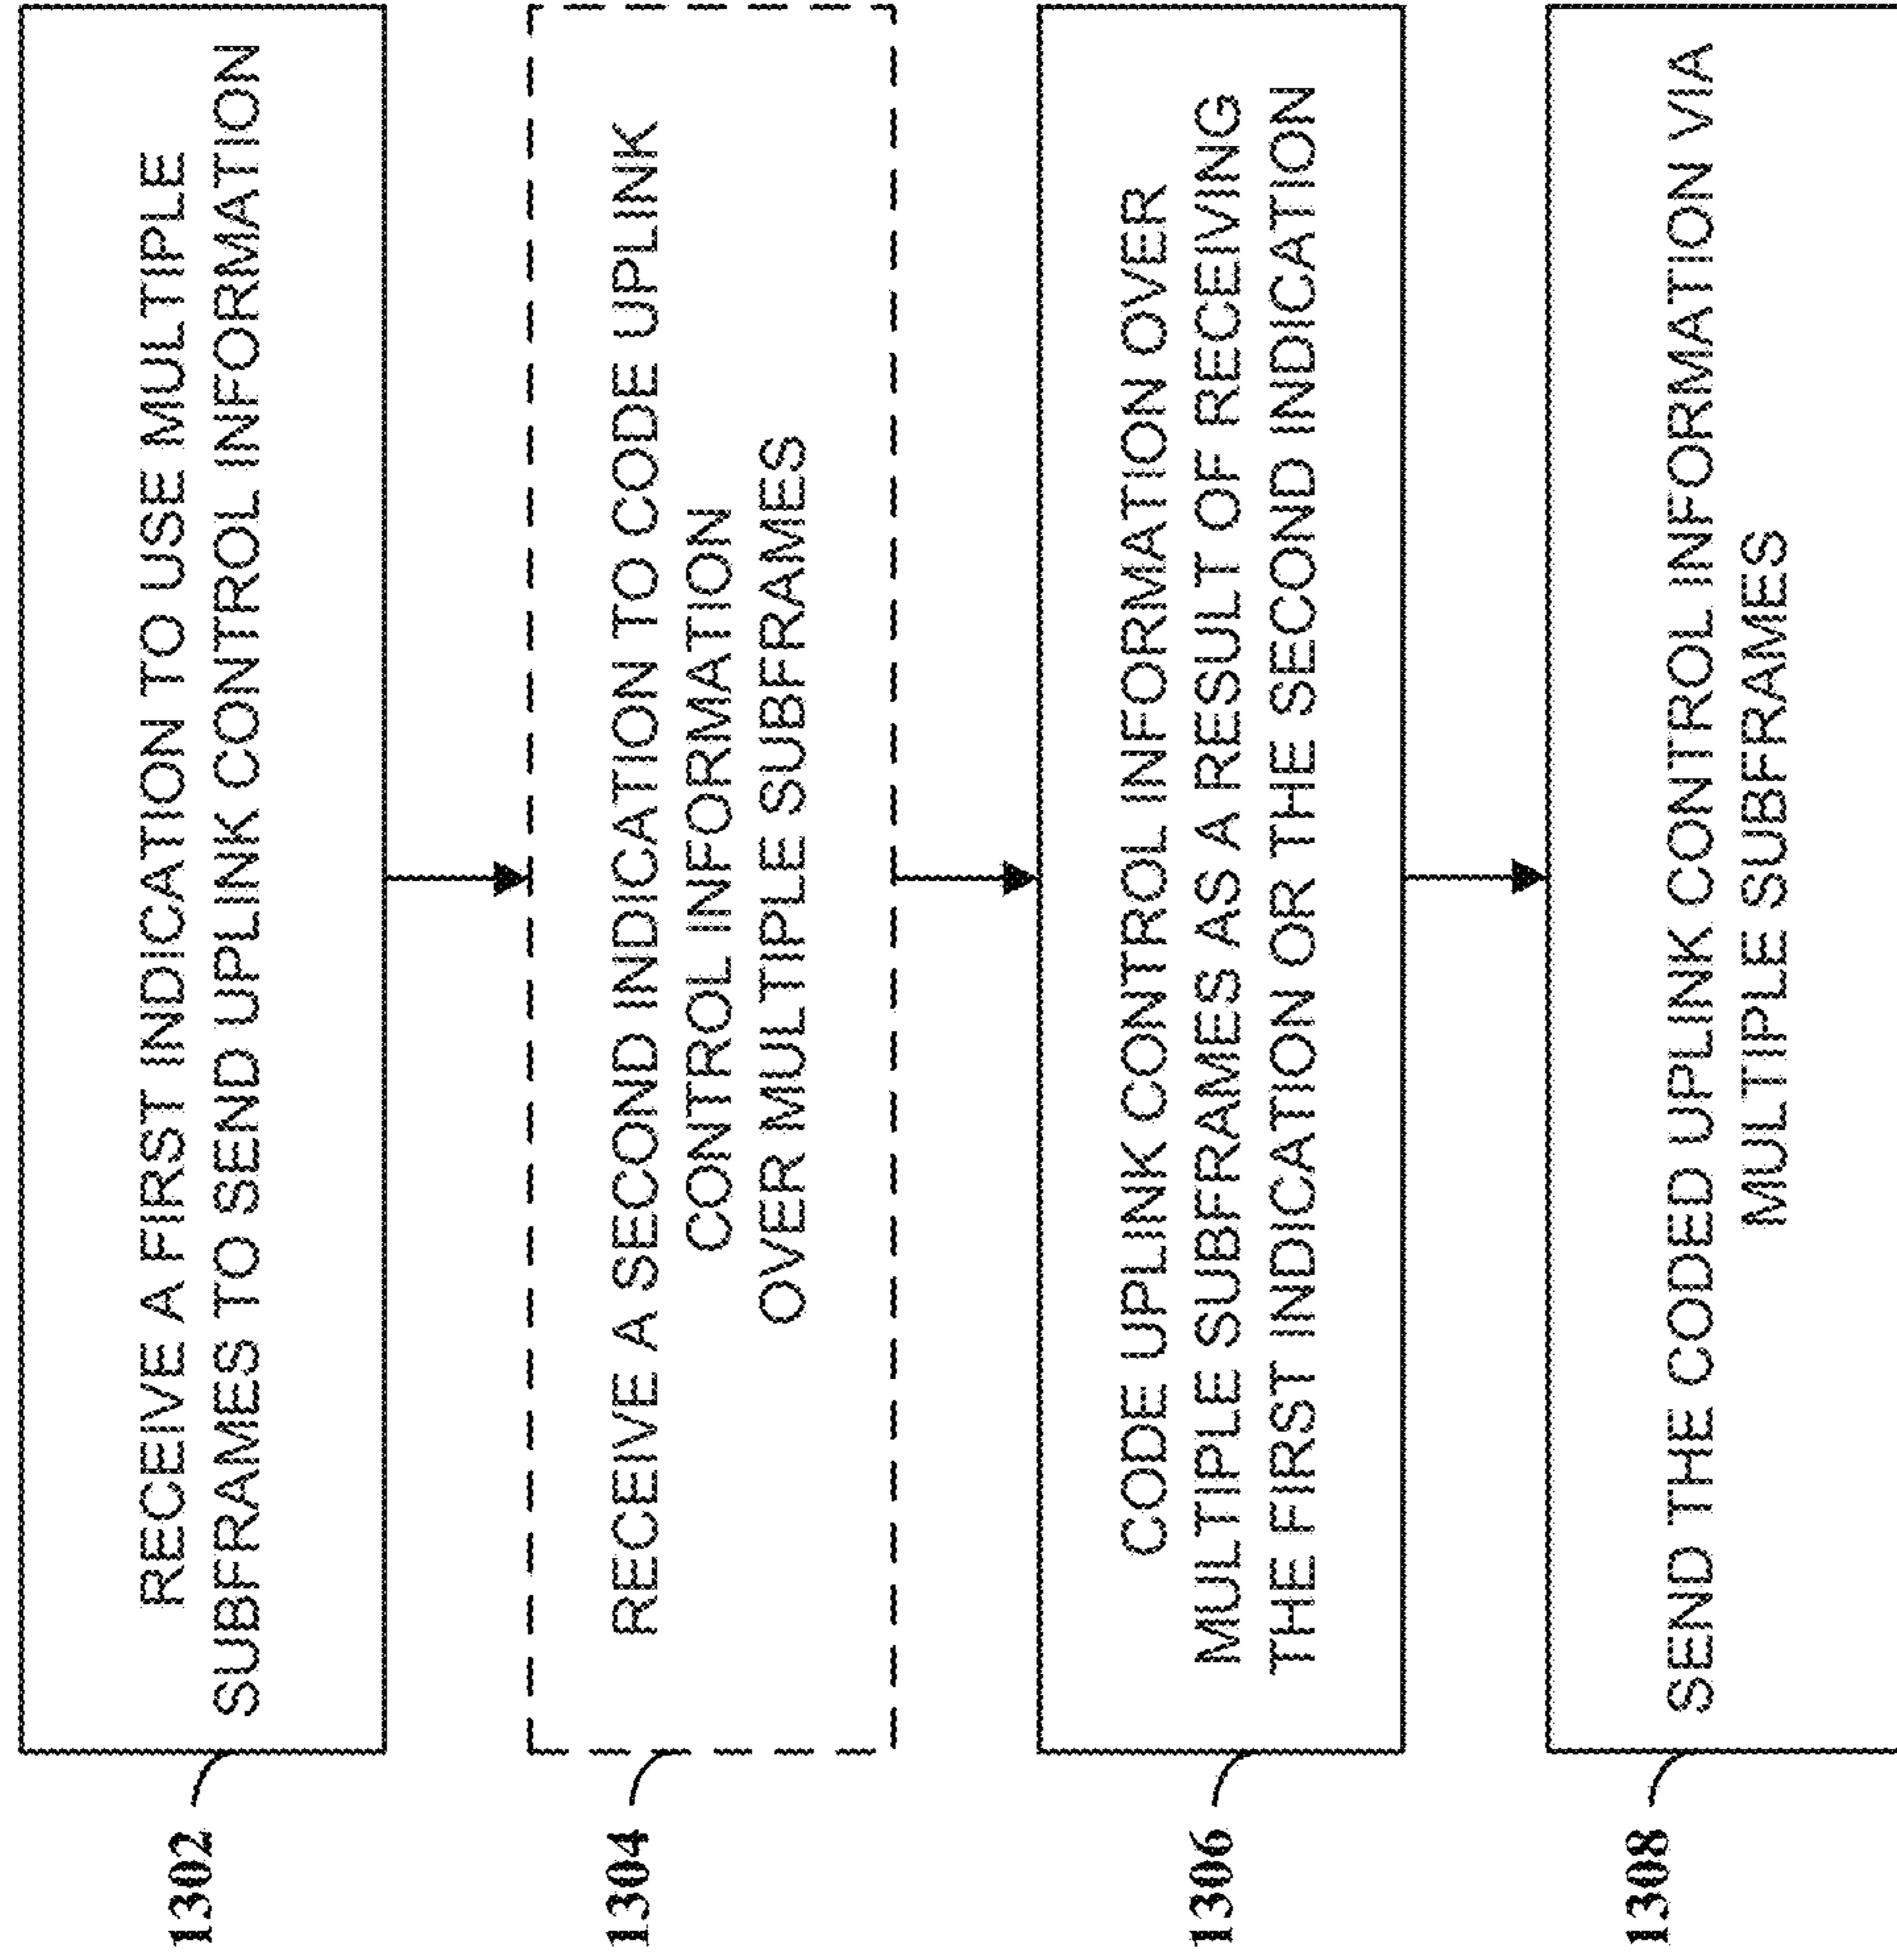 1302
RECEIVE A FIRST INDICATION TO USE MULTIPLE
SUBFRAMES TO SEND UPLINK CONTROL INFORMATION
1304
RECEIVE A SECOND INDICATION TO CODE UPLINK
CONTROL INFORMATION
OVER MULTIPLE SUBFRAMES
1306
CODE UPLINK CONTROL INFORMATION OVER
MULTIPLE SUBFRAMES AS A RESULT OF RECEIVING
THE FIRST INDICATION OR THE SECOND INDICATION
1308
SEND THE CODED UPLINK CONTROL INFORMATION VIA
MULTIPLE SUBFRAMES